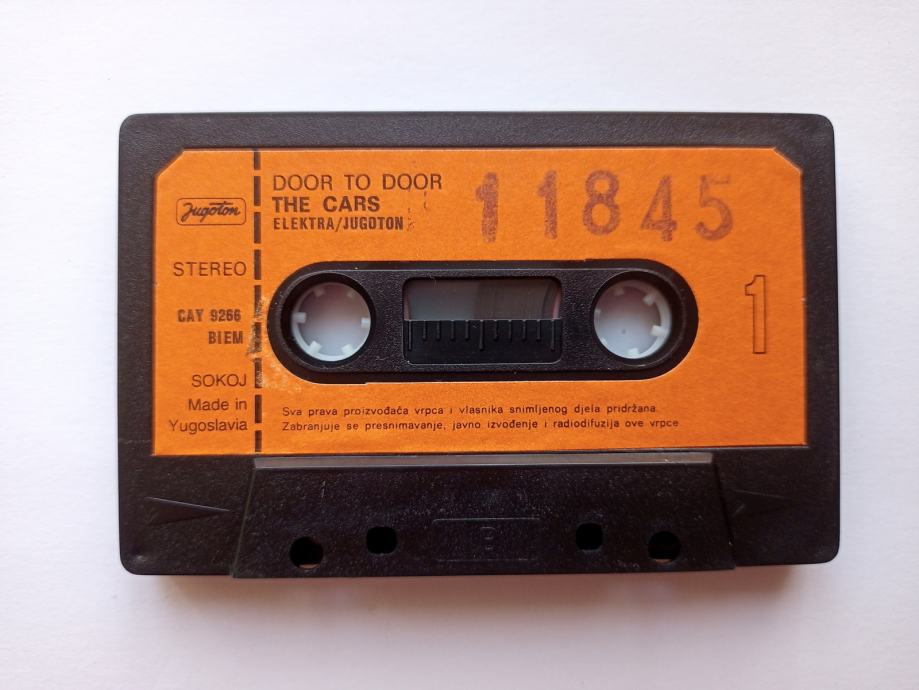 Jugoton
STEREO
CAY 9266
BIEM
SOKOJ
Made in
Yugoslavia
DOOR TO DOOR
THE CARS
ELEKTRA/JUGOTON
11845
1
Sva prava proizvođača vrpca i vlasnika snimljenog djela pridržana.
Zabranjuje se presnimavanje, javno izvođenje i radiodifuzija ove vrpce